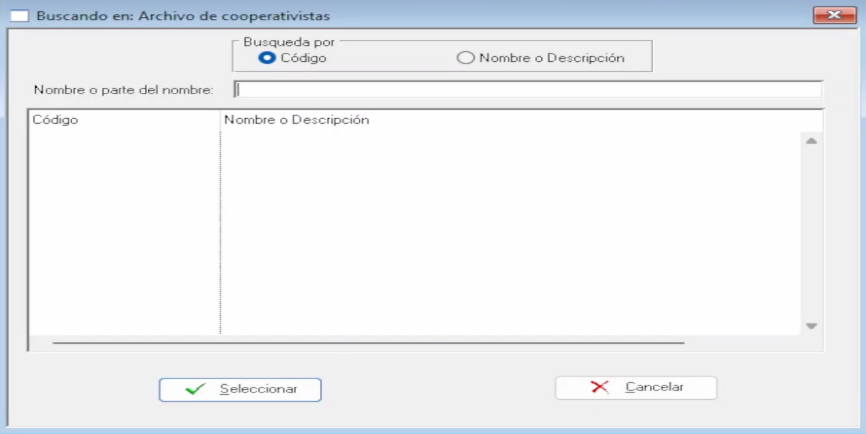 Buscando en: Archivo de cooperativistas
Busqueda por
Código Nombre o Descripción
Nombre o parte del nombre:
Código Nombre o Descripción
Seleccionar Cancelar